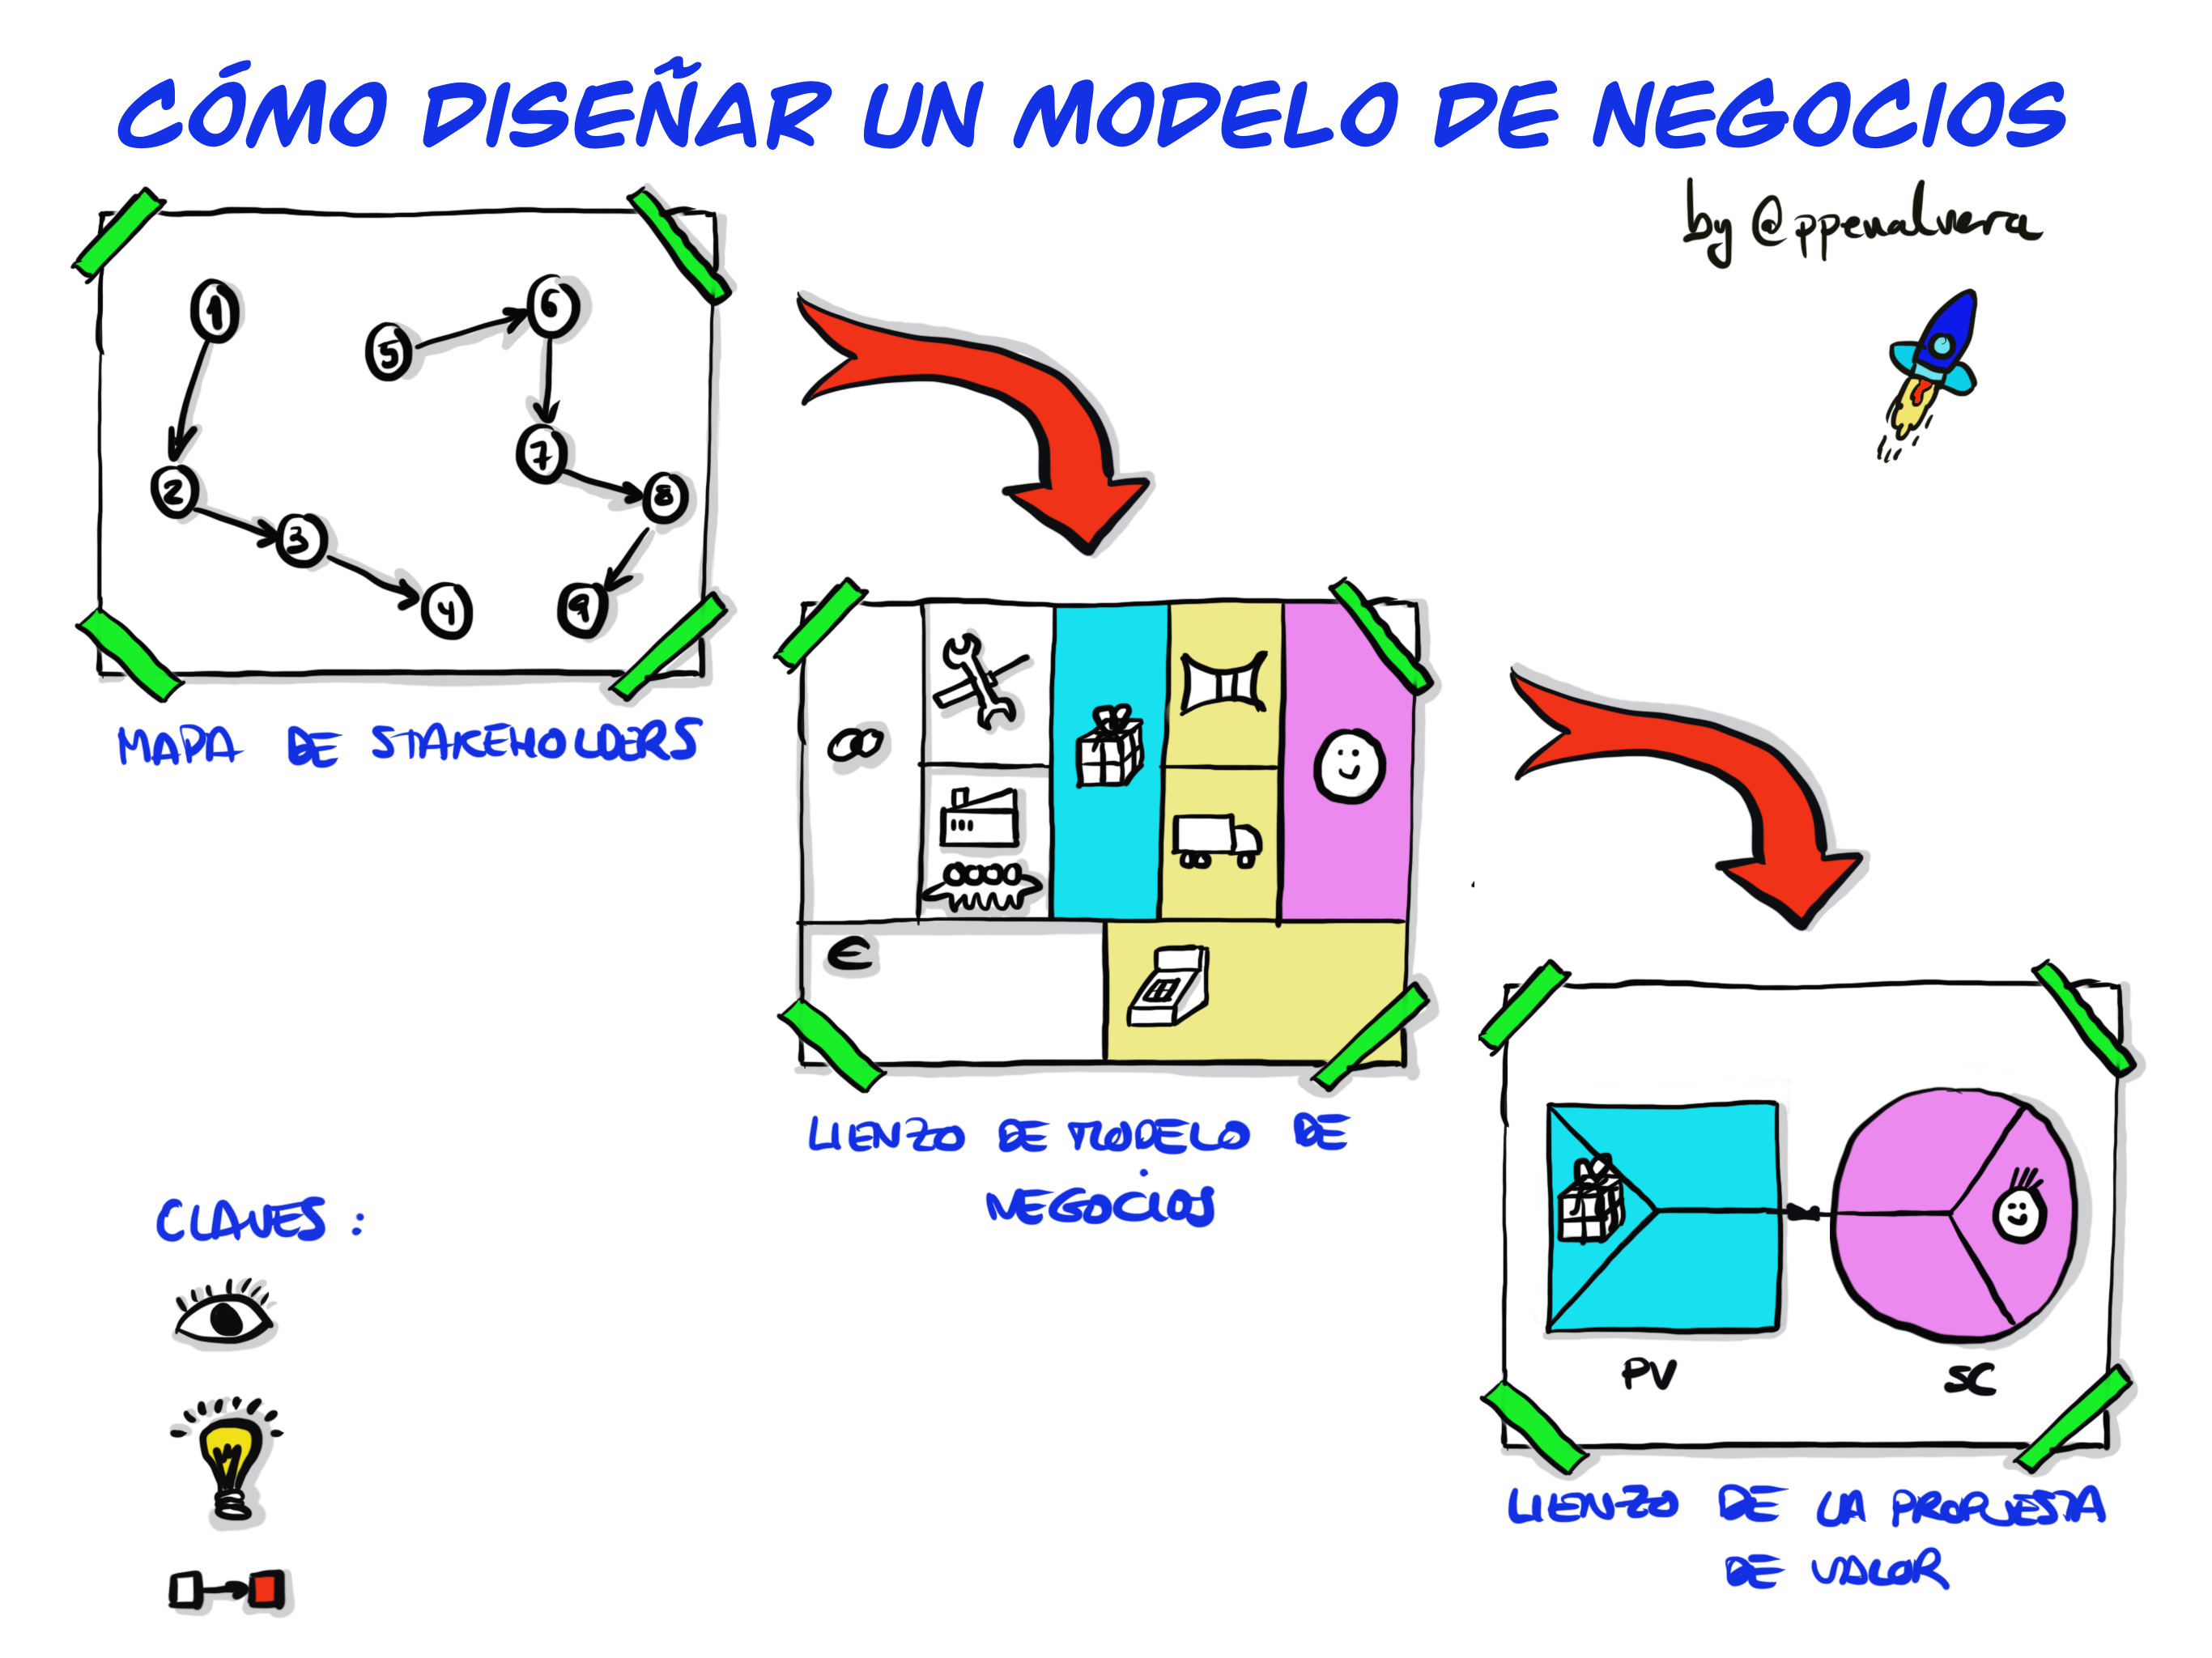 CÓMO DISEÑAR UN MODELO DE NEGOCIOS
by @ppenalvera
1
6
5
7
2
8
3
4
9
MAPA DE STAKEHOLDERS
€
LIENZO DE MODELO DE
NEGOCIOS
CLAVES:
PV
SC
LIENZO DE LA PROPUESTA
DE VALOR